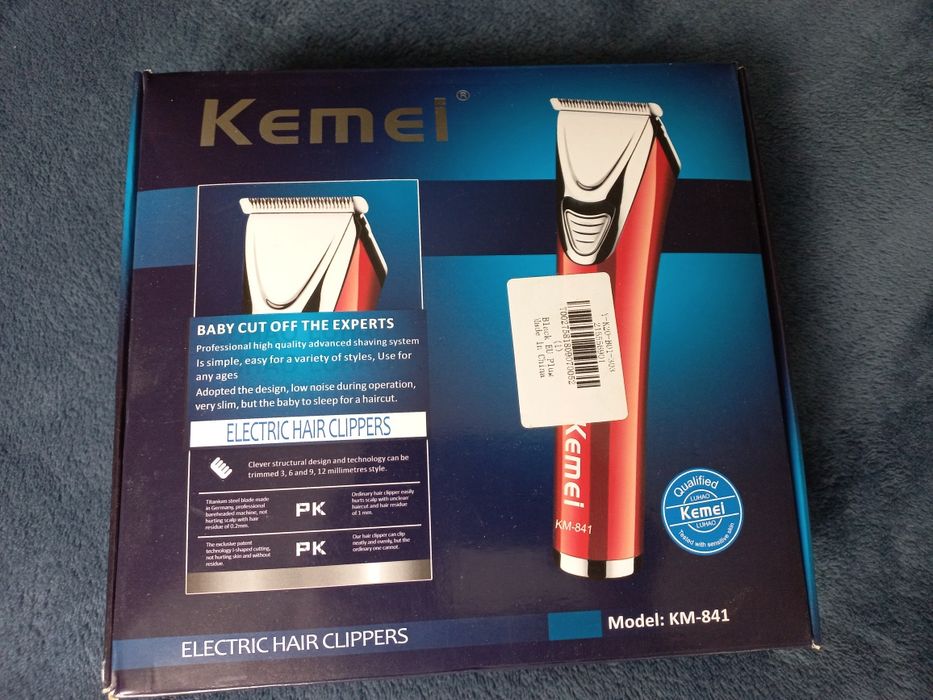 Kemei®
BABY CUT OFF THE EXPERTS
Professional high quality advanced shaving system
Is simple, easy for a variety of styles, Use for
any ages
Adopted the design, low noise during operation,
very slim, but the baby to sleep for a haircut.
ELECTRIC HAIR CLIPPERS
Clever structural design and technology can be
trimmed 3, 6 and 9, 12 millimetres style.
Titanium steel blade made
in Germany, professional
bareheaded machine, not
hurting scalp with hair
residue of 0.2mm.
PK
Ordinary hair clipper easily
hurts scalp with unclean
haircut and hair residue
of 1 mm.
The exclusive patent
technology i-shaped cutting,
not hurting skin and without
residue.
PK
Our hair clipper can clip
neatly and evenly, but the
ordinary one cannot.
(1)
Black EU Plug
Made in China
Kemei
KM-841
Qualified
LUHAO
Kemei
LUHAO
Tested with sensitive skin
ELECTRIC HAIR CLIPPERS
Model: KM-841